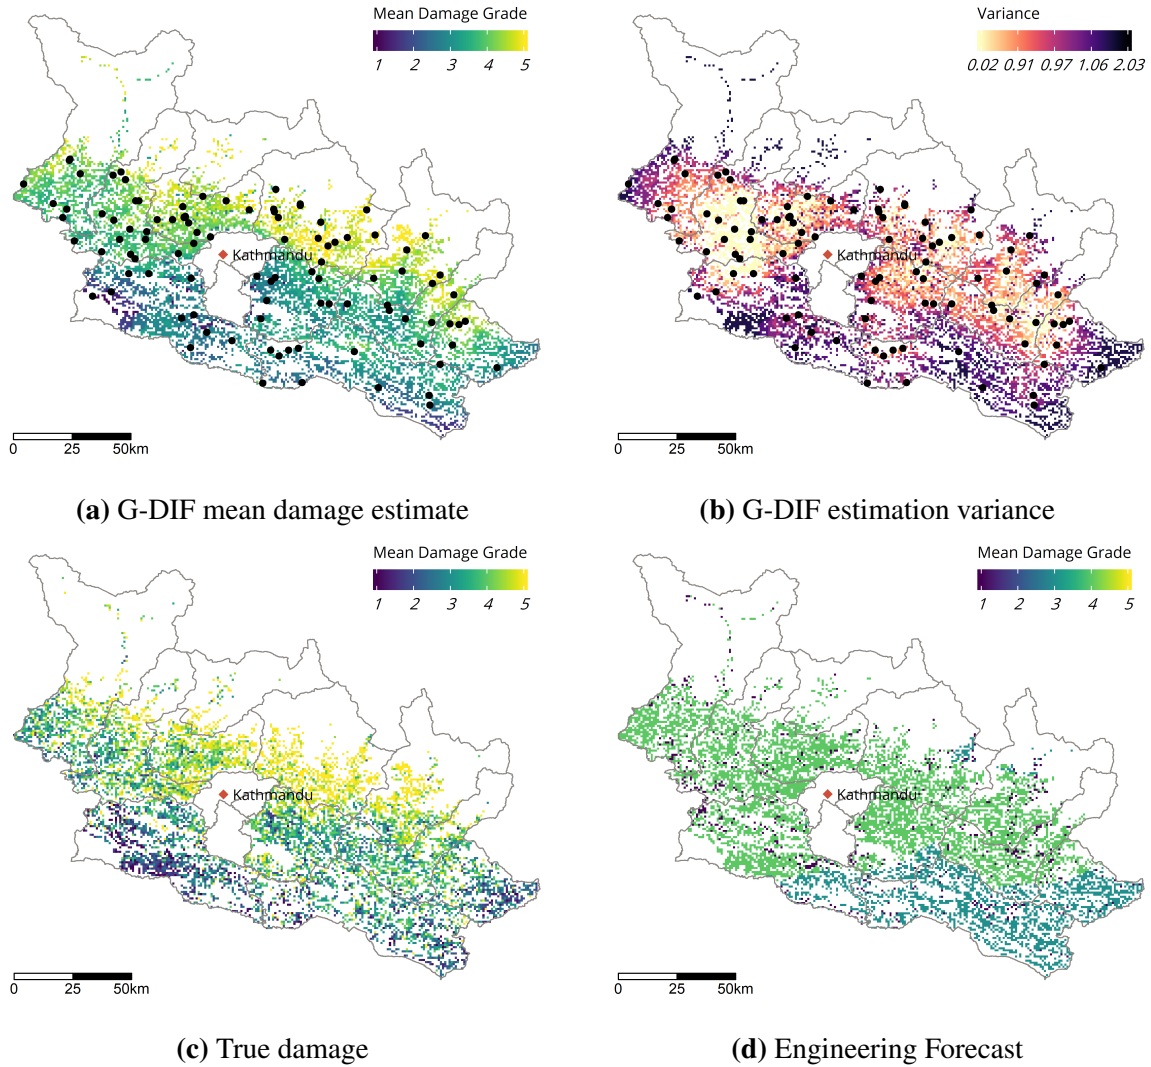 Mean Damage Grade
1 2 3 4 5
Kathmandu
0 25 50km
(a) G-DIF mean damage estimate
Variance
0.02 0.91 0.97 1.06 2.03
Kathmandu
0 25 50km
(b) G-DIF estimation variance
Mean Damage Grade
1 2 3 4 5
Kathmandu
0 25 50km
(c) True damage
Mean Damage Grade
1 2 3 4 5
Kathmandu
0 25 50km
(d) Engineering Forecast